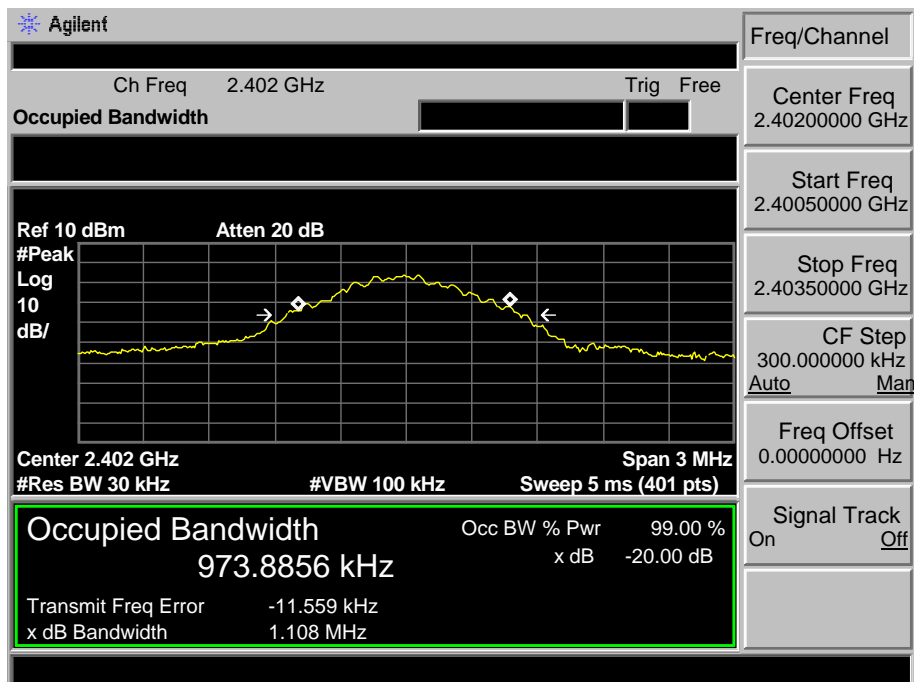 Agilent
Freq/Channel
Ch Freq 2.402 GHz Trig Free
Occupied Bandwidth
Center Freq
2.40200000 GHz
Start Freq
2.40050000 GHz
Ref 10 dBm Atten 20 dB
#Peak
Log
10
dB/
Stop Freq
2.40350000 GHz
CF Step
300.000000 kHz
Auto Man
Freq Offset
0.00000000 Hz
Center 2.402 GHz Span 3 MHz
#Res BW 30 kHz #VBW 100 kHz Sweep 5 ms (401 pts)
Signal Track
On Off
Occupied Bandwidth
973.8856 kHz
Occ BW % Pwr 99.00 %
x dB -20.00 dB
Transmit Freq Error -11.559 kHz
x dB Bandwidth 1.108 MHz